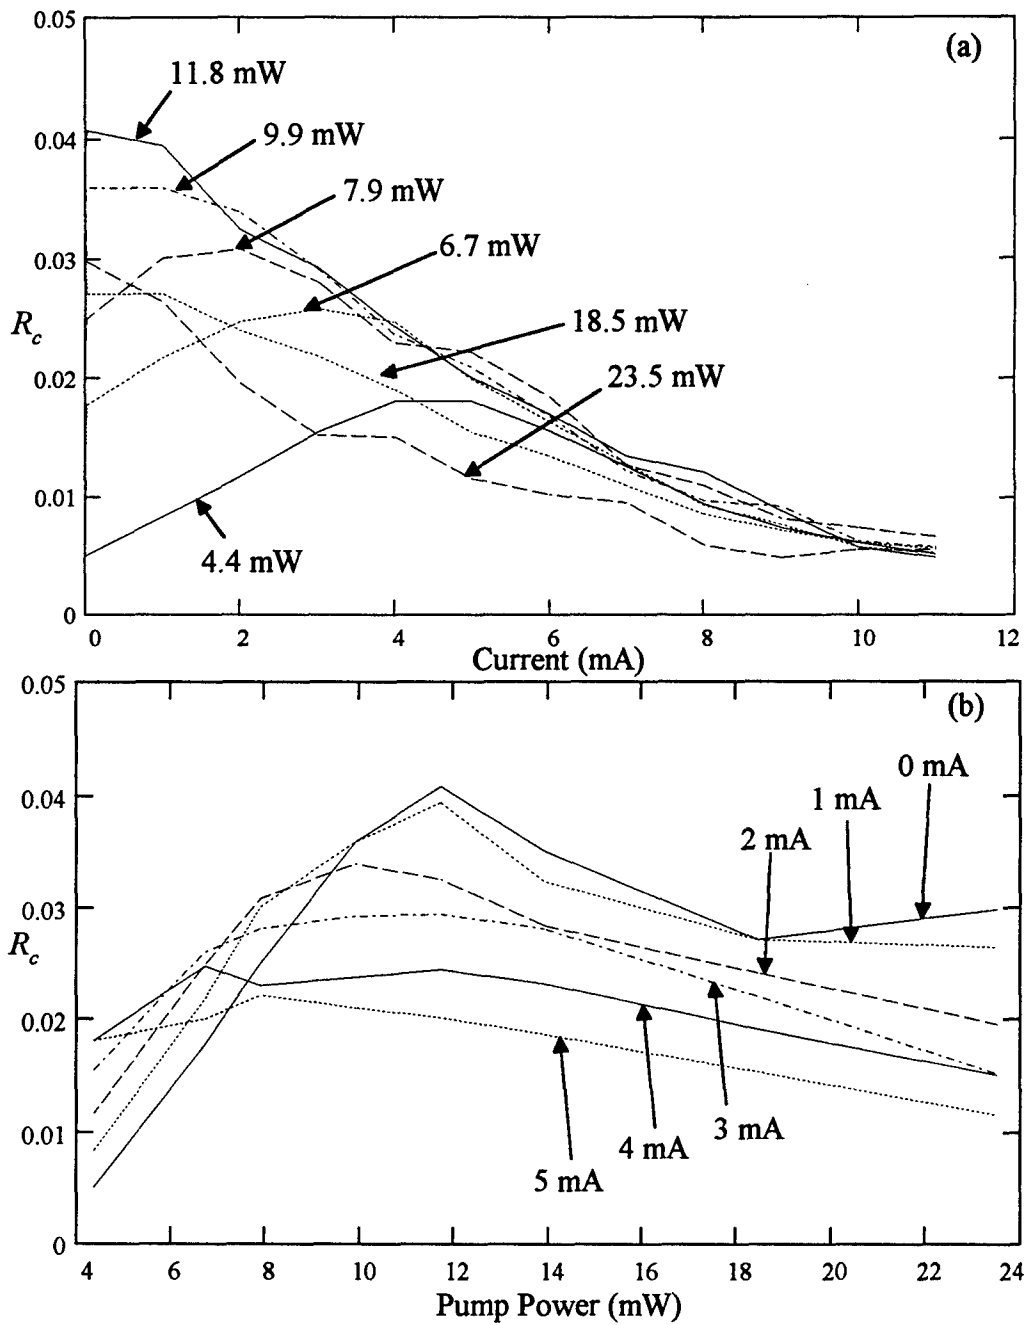 0.05
(a)
11.8 mW
0.04
9.9 mW
7.9 mW
0.03
6.7 mW
R_c
18.5 mW
0.02
23.5 mW
0.01
4.4 mW
0
0 2 4 6 8 10 12
Current (mA)
0.05
(b)
0 mA
0.04
1 mA
2 mA
0.03
R_c
0.02
0.01
3 mA
4 mA
5 mA
0
4 6 8 10 12 14 16 18 20 22 24
Pump Power (mW)